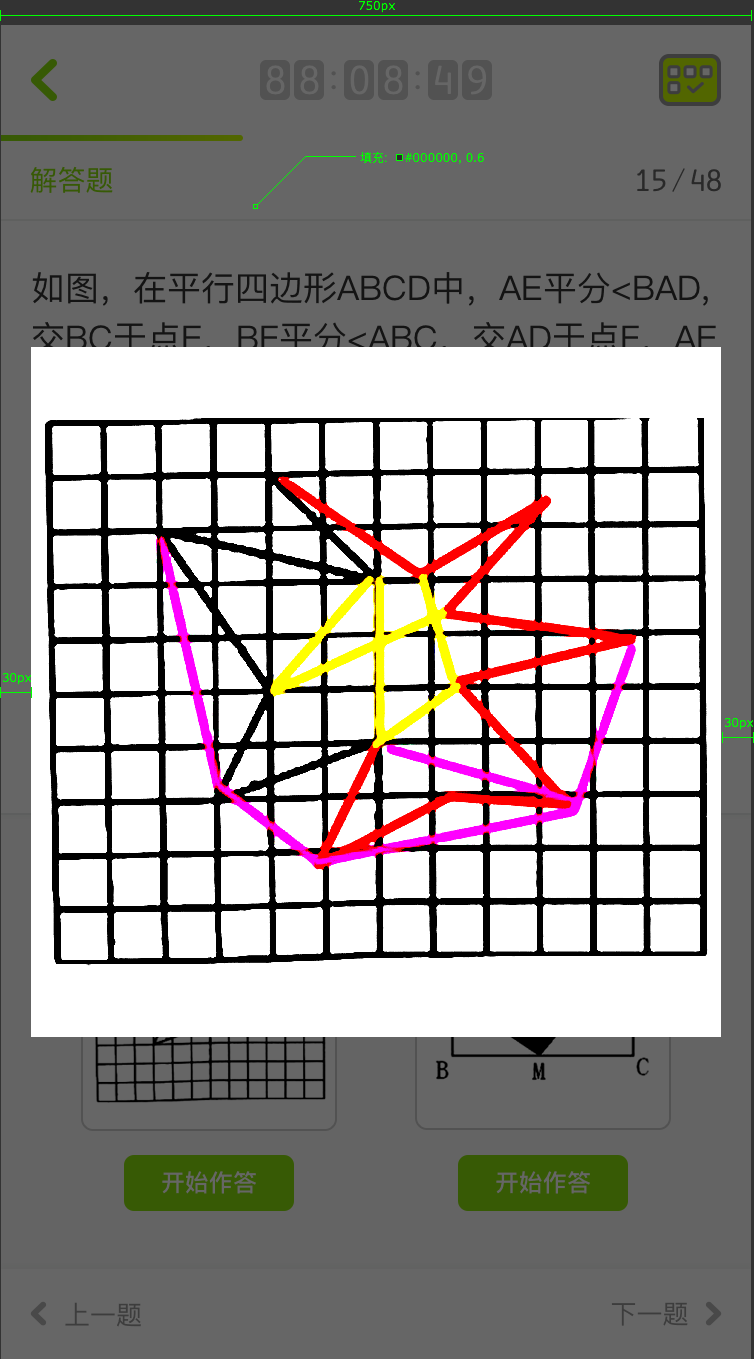 750px
88:08:49
填充: #000000, 0.6
解答题
15/48
如图，在平行四边形ABCD中，AE平分<BAD,
交BC于点E，BF平分<ABC，交AD于点F，AE
30px
30px
B
M
C
开始作答
开始作答
上一题
下一题